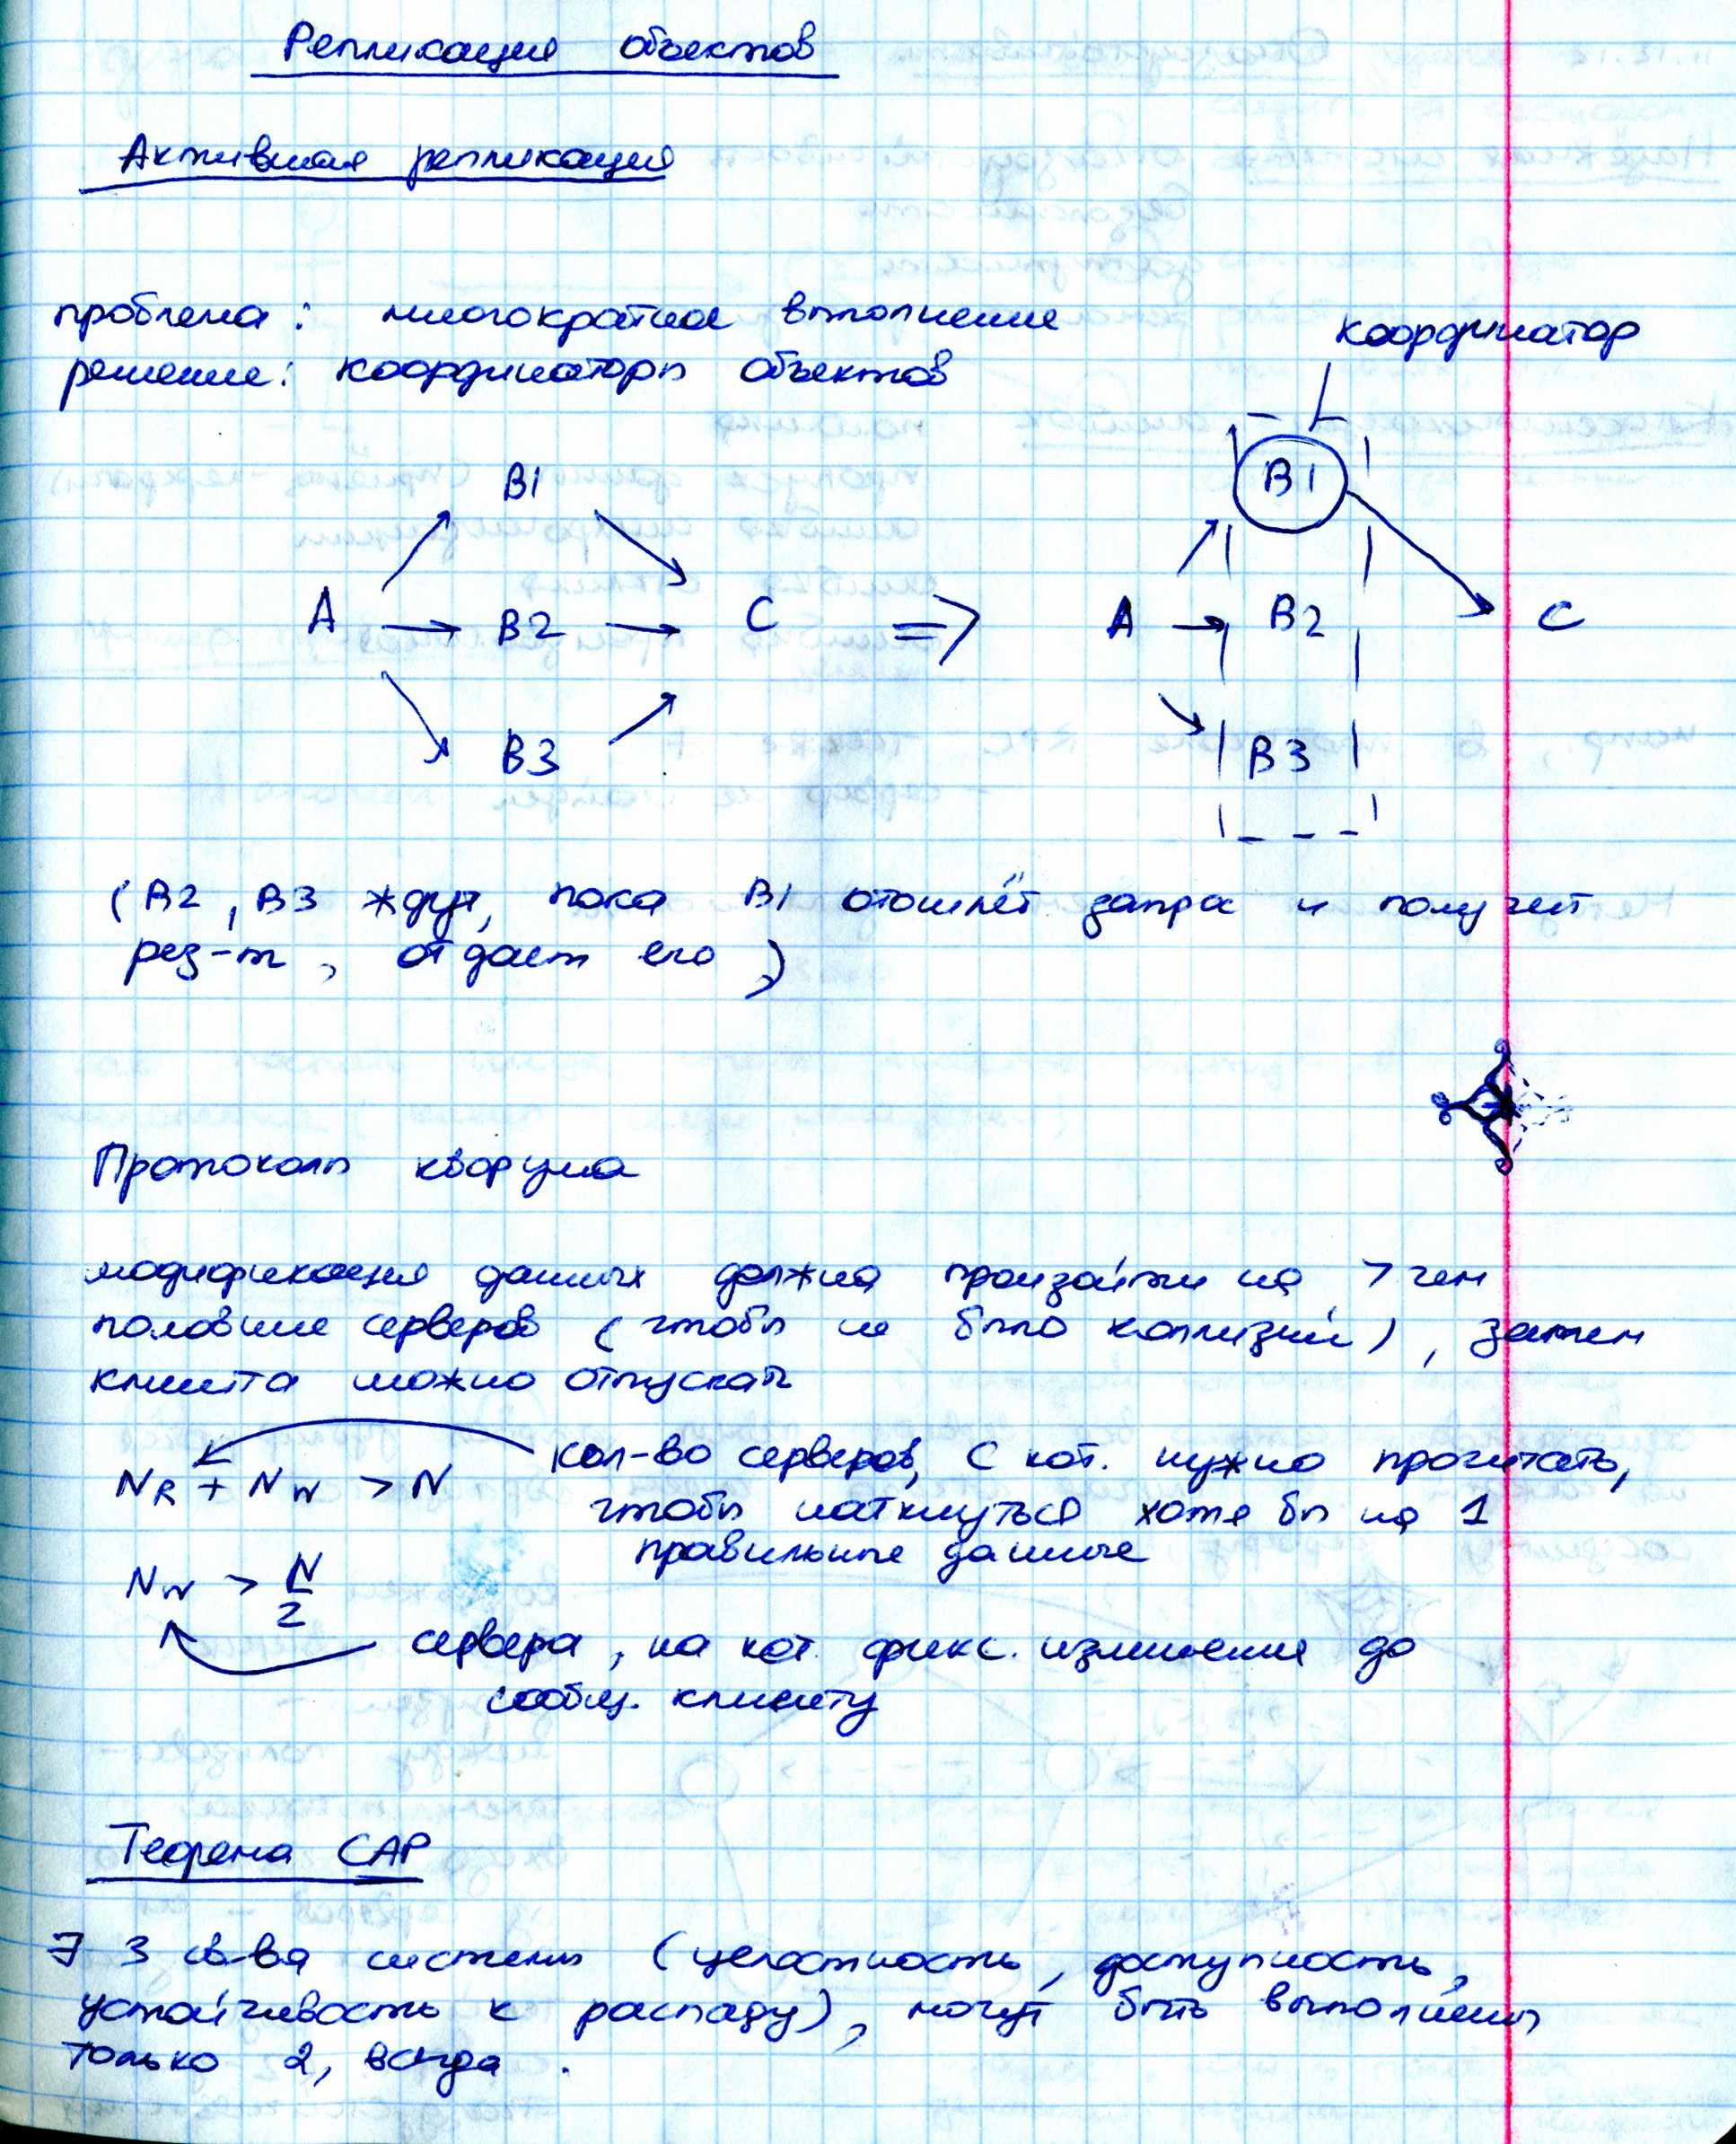 Репликация объектов
Активная репликация
проблема: многократное выполнение
решение: координаторы объектов
координатор
B1
B1
A
B2
C
=>
A
B2
C
B3
B3
(B2, B3 ждут, пока B1 отошлёт запрос и получит
рез-т, отдаст его)
Протоколы кворума
модификация данных должна произойти на > чем
половине серверов (чтобы не было коллизий), затем
клиента можно отпускать
кол-во серверов, с кот. нужно прочитать,
N_R + N_W > N
чтобы наткнуться хотя бы на 1
правильные данные
N_W > N/2
сервера, на кот. фикс. изменения до
сообщ. клиенту
Теорема CAP
∃ 3 св-ва системы (целостность, доступность,
устойчивость к распаду), могут быть выполнены
только 2, всегда.